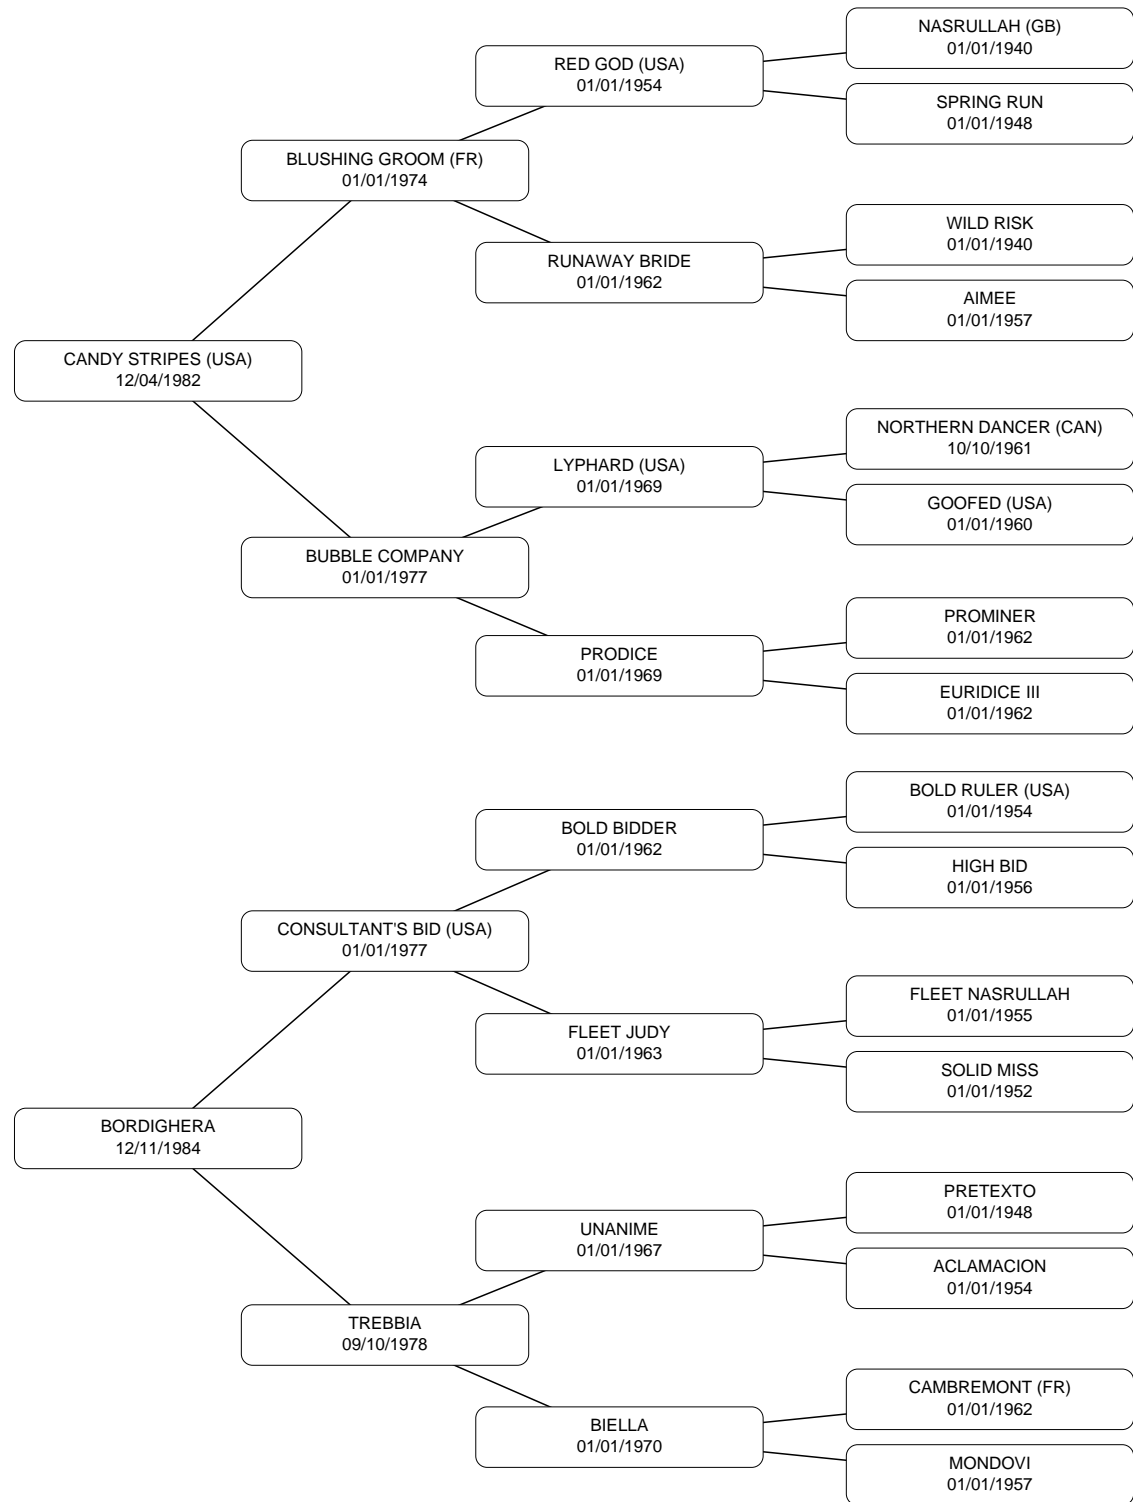 NASRULLAH (GB)
01/01/1940
RED GOD (USA)
01/01/1954
SPRING RUN
01/01/1948
BLUSHING GROOM (FR)
01/01/1974
WILD RISK
01/01/1940
RUNAWAY BRIDE
01/01/1962
AIMEE
01/01/1957
CANDY STRIPES (USA)
12/04/1982
NORTHERN DANCER (CAN)
10/10/1961
LYPHARD (USA)
01/01/1969
GOOFED (USA)
01/01/1960
BUBBLE COMPANY
01/01/1977
PROMINER
01/01/1962
PRODICE
01/01/1969
EURIDICE III
01/01/1962
BOLD RULER (USA)
01/01/1954
BOLD BIDDER
01/01/1962
HIGH BID
01/01/1956
CONSULTANT'S BID (USA)
01/01/1977
FLEET NASRULLAH
01/01/1955
FLEET JUDY
01/01/1963
SOLID MISS
01/01/1952
BORDIGHERA
12/11/1984
PRETEXTO
01/01/1948
UNANIME
01/01/1967
ACLAMACION
01/01/1954
TREBBIA
09/10/1978
CAMBREMONT (FR)
01/01/1962
BIELLA
01/01/1970
MONDOVI
01/01/1957